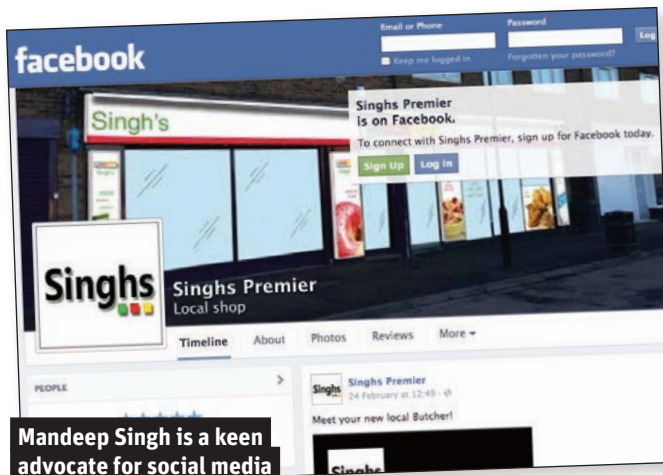 facebook
Email or Phone
Password
Log
Keep me logged in
Forgotten your password?
Singh's
Singhs Premier
is on Facebook.
To connect with Singhs Premier, sign up for Facebook today.
Sign Up Log In
Singhs
Singhs Premier
Local shop
Timeline About Photos Reviews More
PEOPLE
Singhs
Singhs Premier
24 February at 12:49
Meet your new local Butcher!
Singhs
Mandeep Singh is a keen
advocate for social media